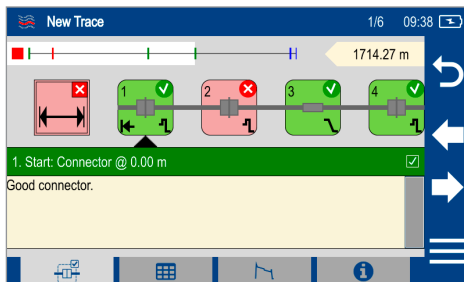 New Trace 1/6 09:38
1714.27 m
1 2 3 4
1. Start: Connector @ 0.00 m
Good connector.